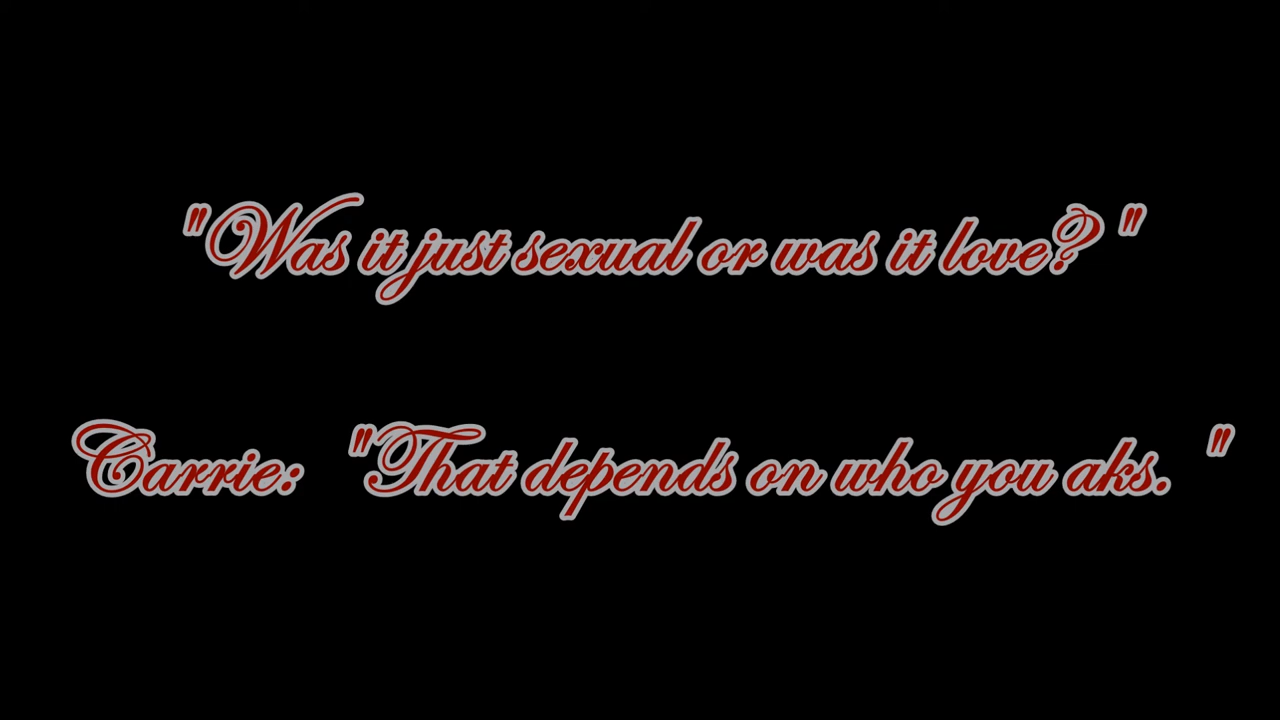 "Was it just sexual or was it love? "
Carrie: "That depends on who you aks. "